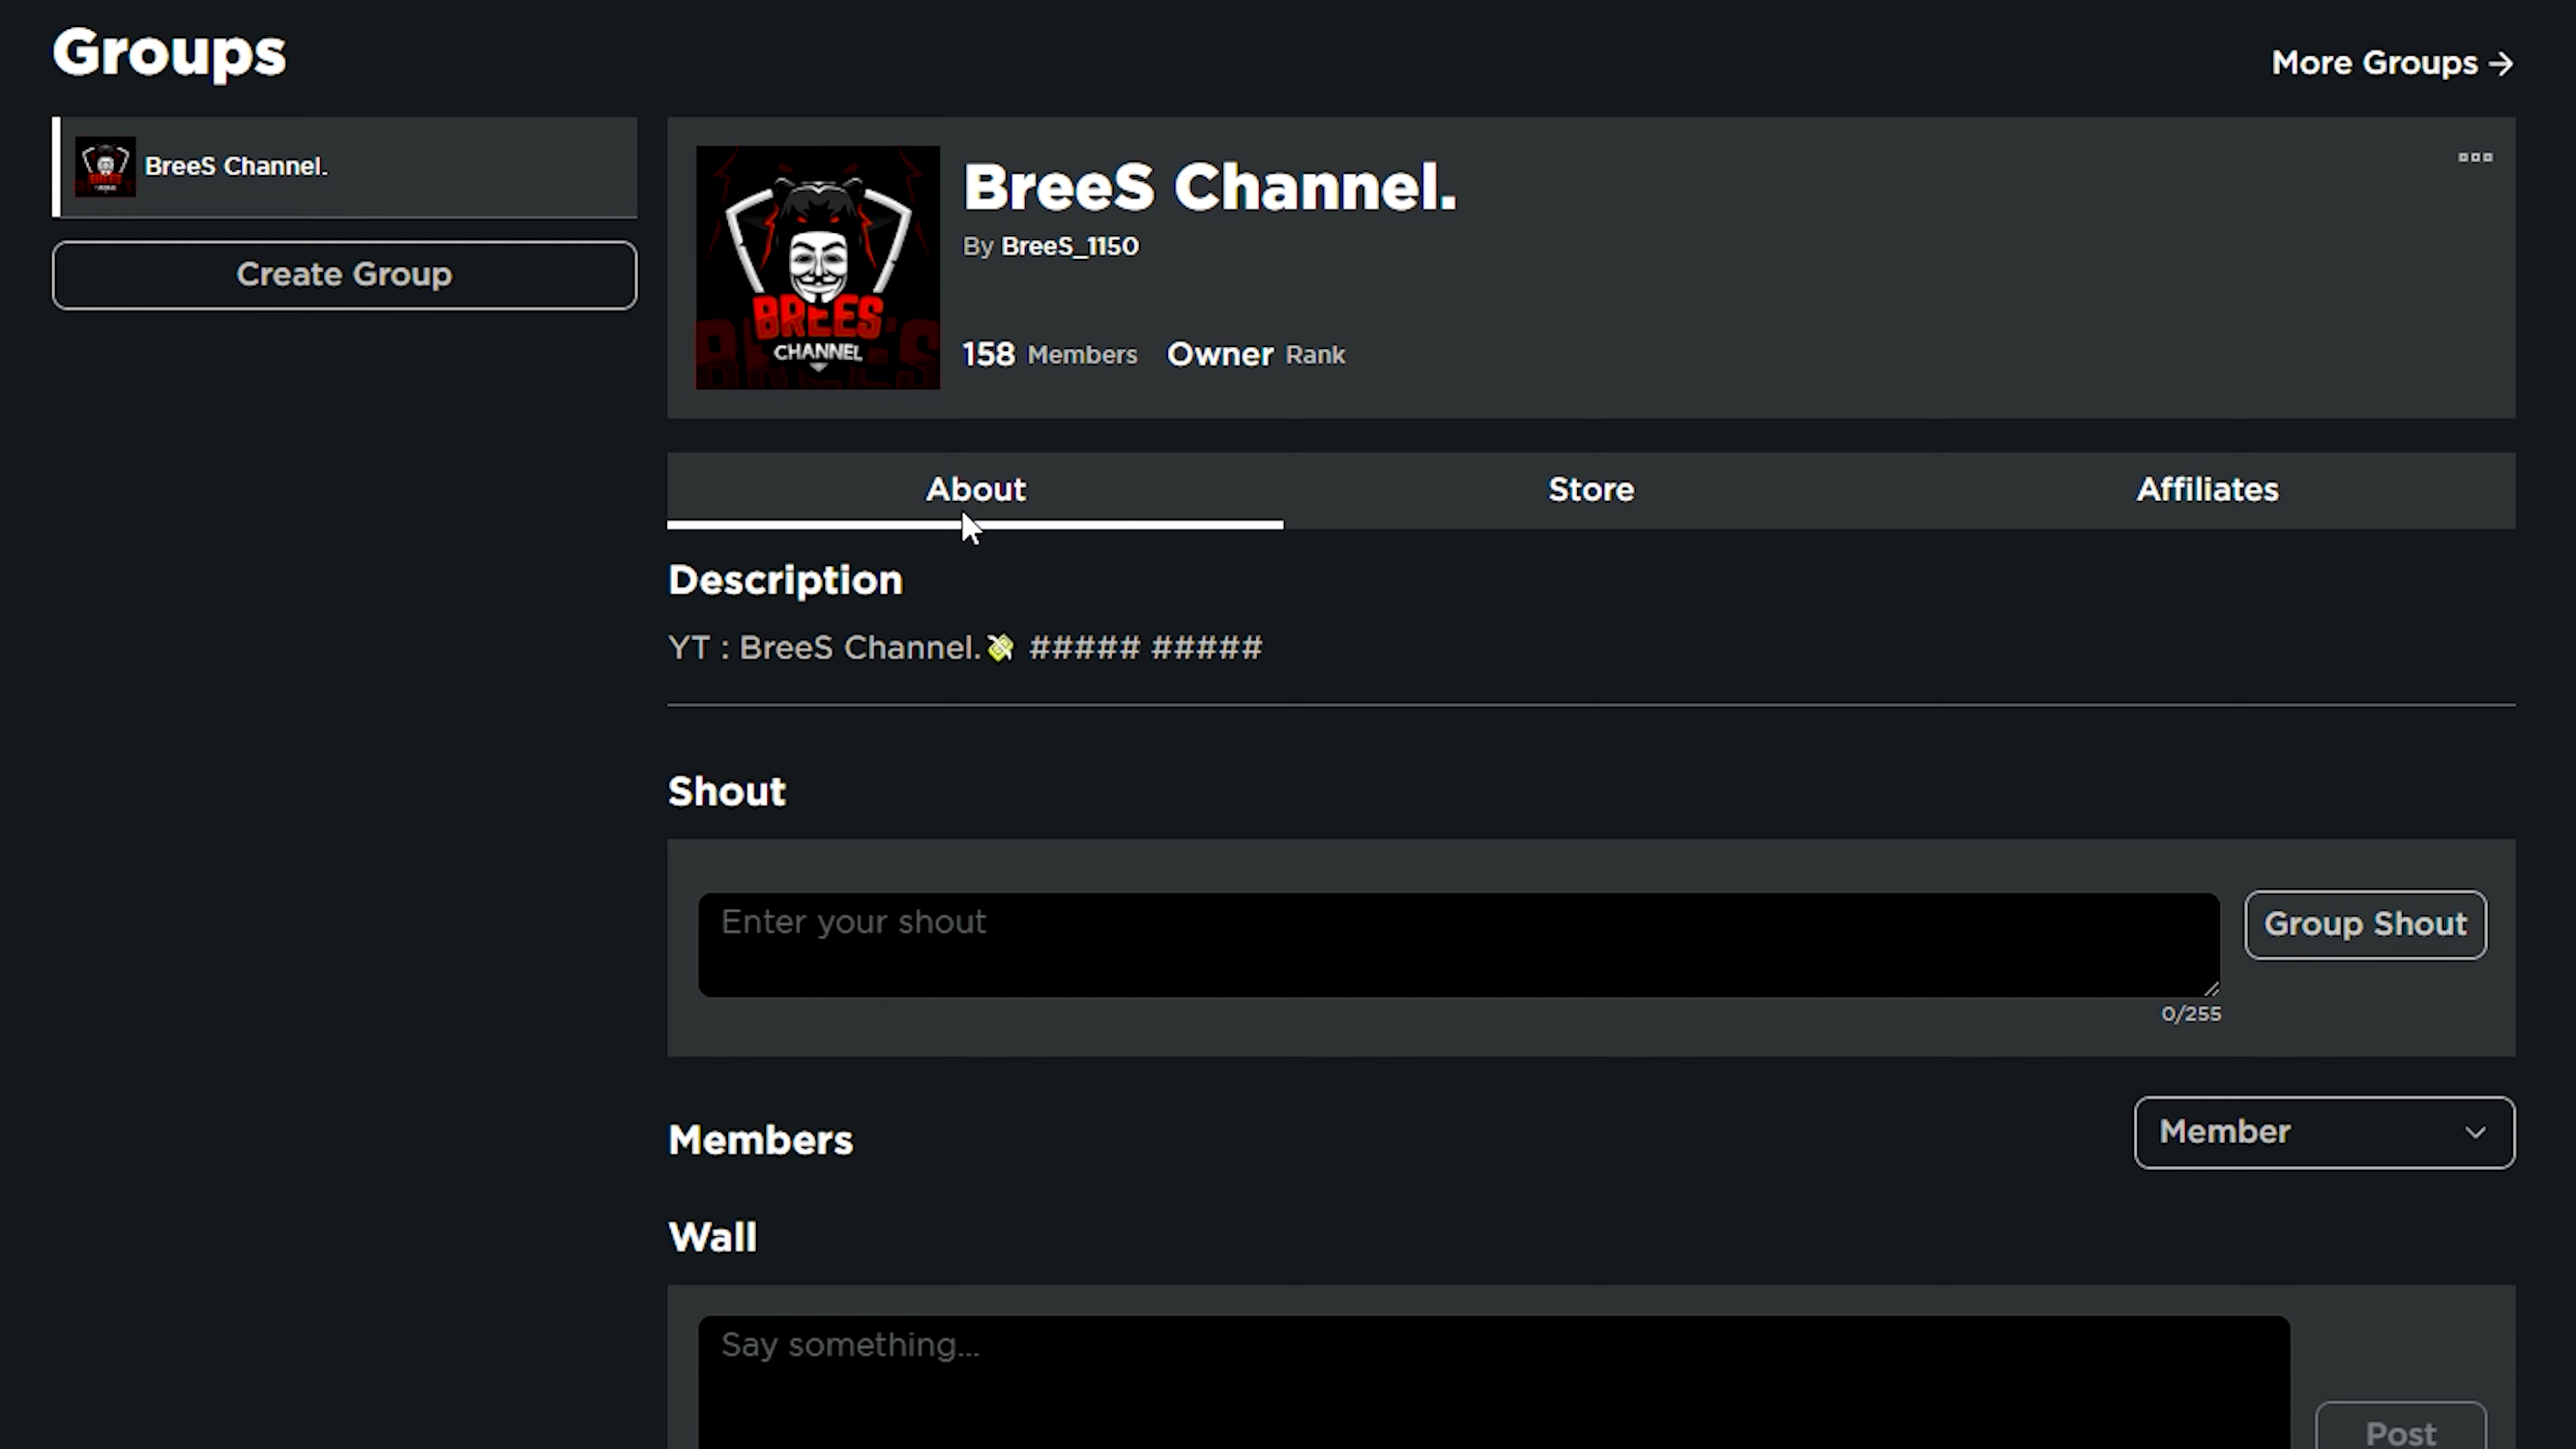 Groups
More Groups →
BreeS Channel.
Create Group
BREES
CHANNEL
BreeS Channel.
By BreeS_1150
158 Members Owner Rank
About Store Affiliates
Description
YT : BreeS Channel.💸 ##### #####
Shout
Enter your shout
Group Shout
0/255
Members
Member
Wall
Say something...
Post